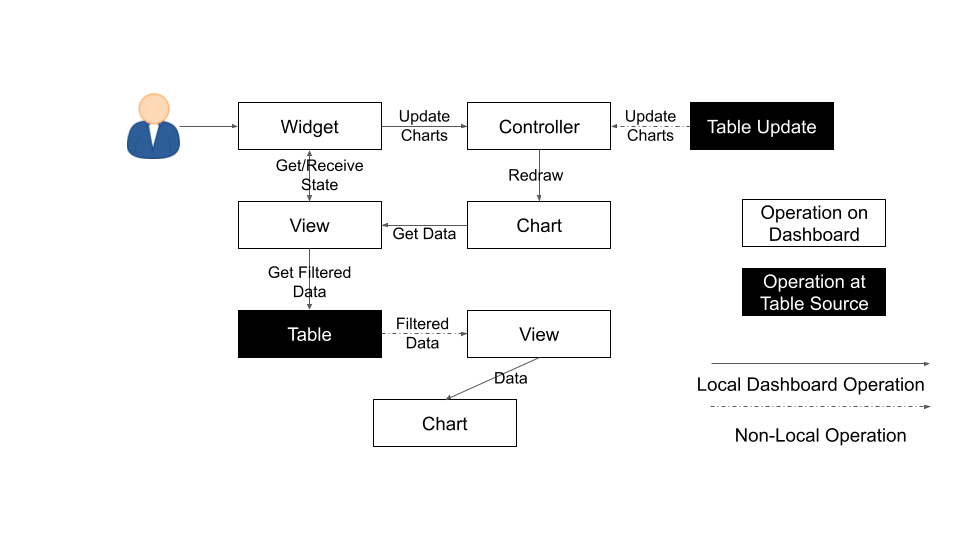 Widget
Update
Charts
Controller
Update
Charts
Table Update
Get/Receive
State
Redraw
View
Get Data
Chart
Operation on
Dashboard
Get Filtered
Data
Operation at
Table Source
Table
Filtered
Data
View
Data
Chart
Local Dashboard Operation
Non-Local Operation